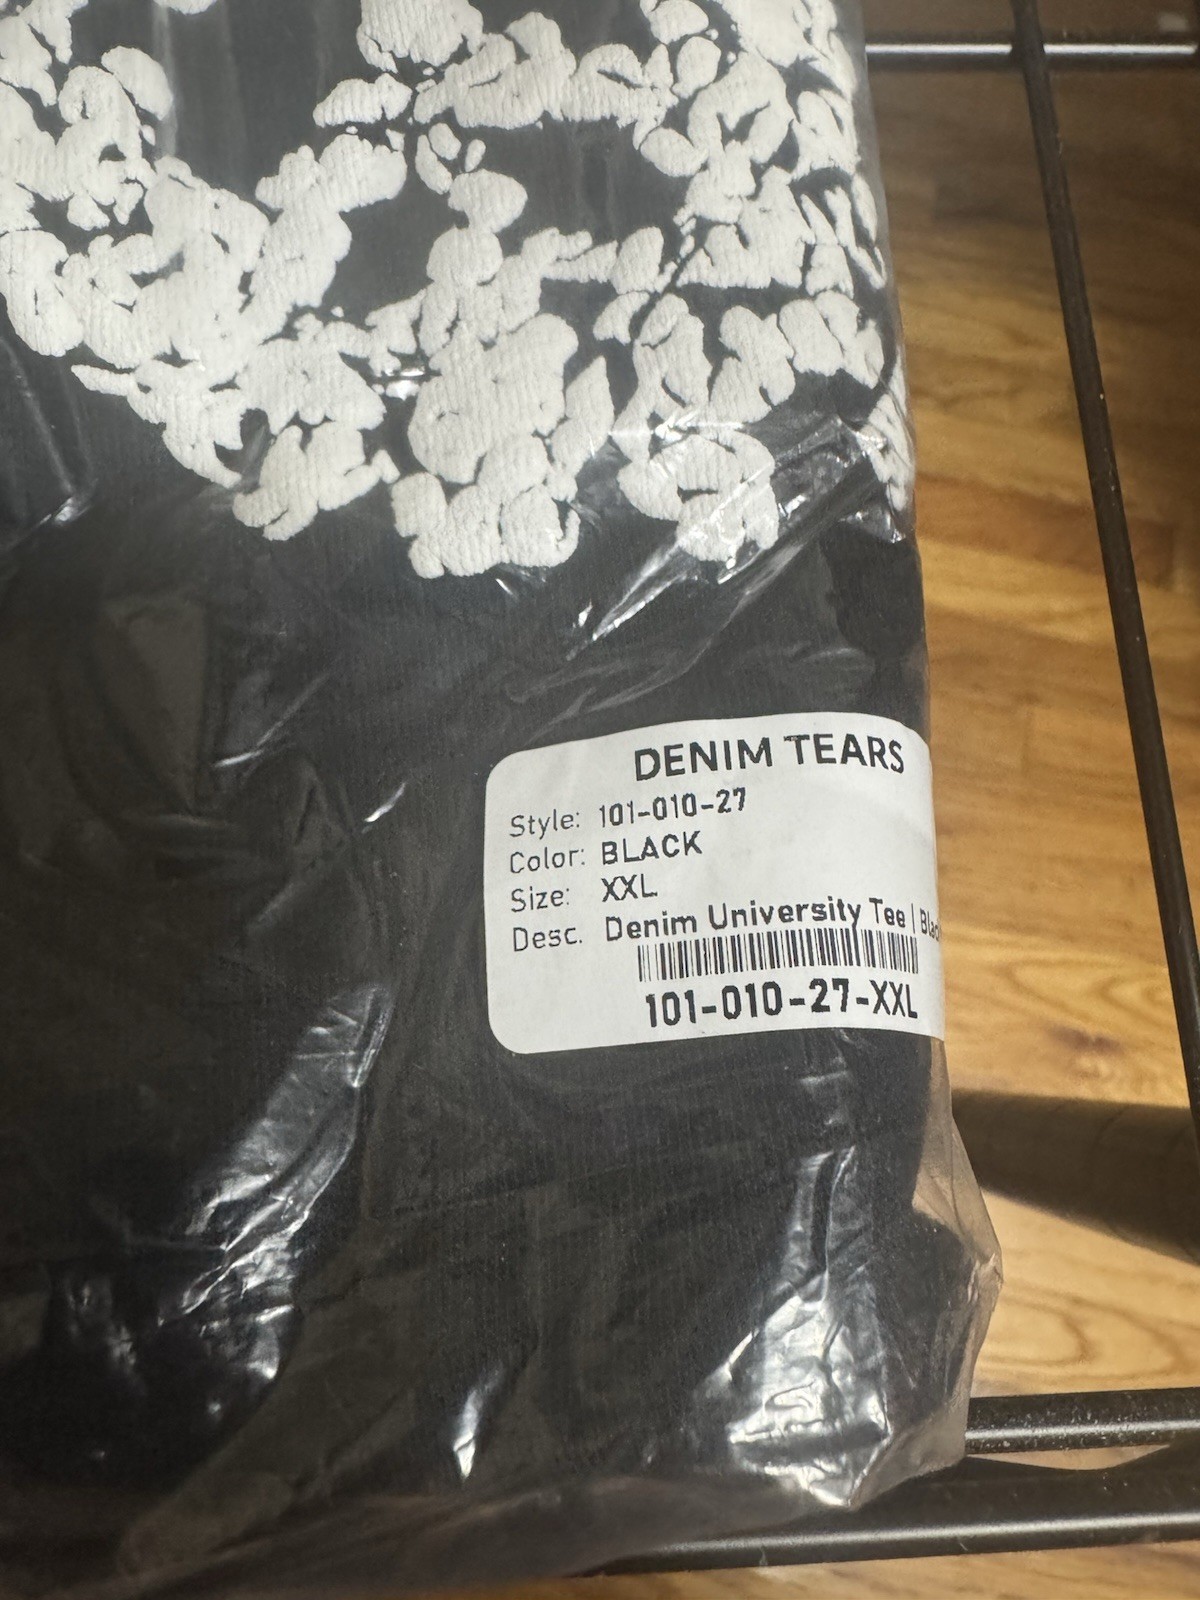 DENIM TEARS
Style: 101-010-27
Color: BLACK
Size: XXL
Desc. Denim University Tee |
101-010-27-XXL